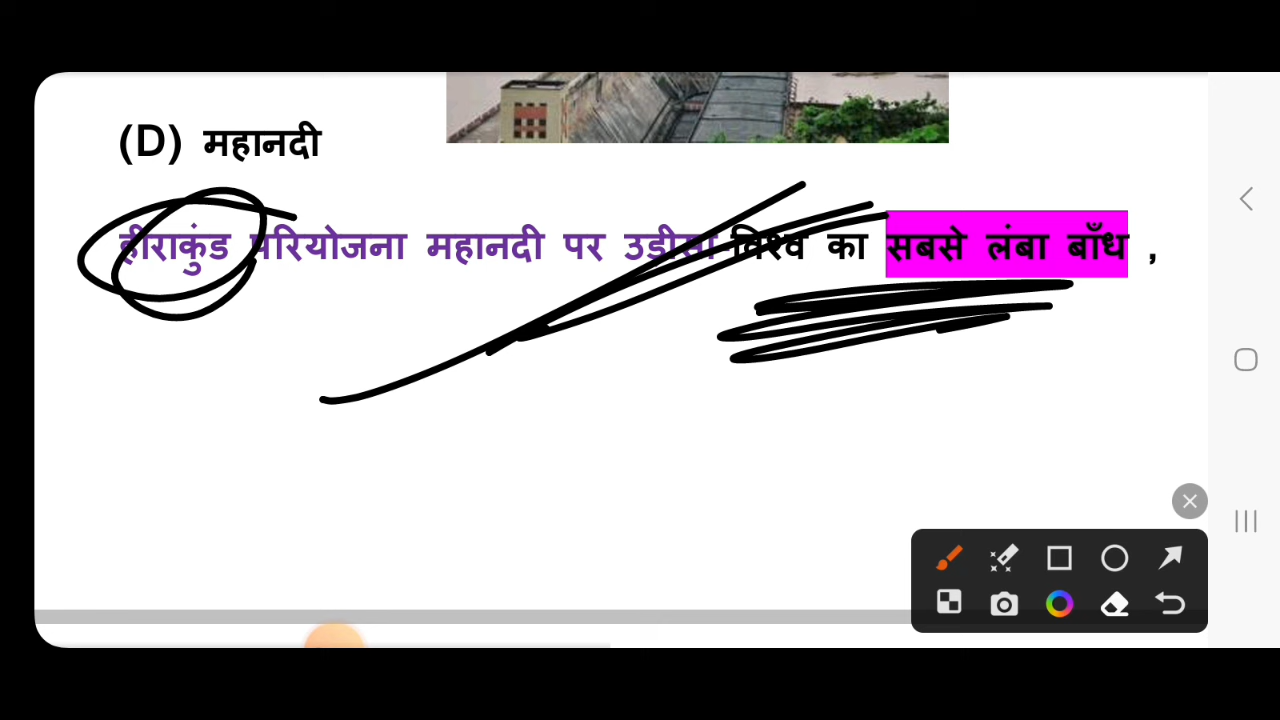 (D) महानदी
हीराकुंड परियोजना महानदी पर उड़ीसा विश्व का सबसे लंबा बाँध ,